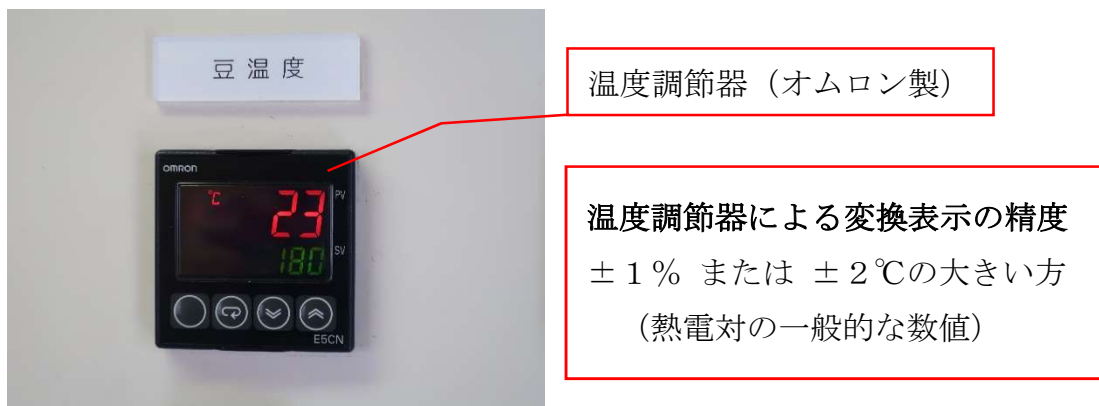 豆温度
omron
℃ 23 PV
180 SV
E5CN
温度調節器（オムロン製）
温度調節器による変換表示の精度
±１％ または ±２℃の大きい方
（熱電対の一般的な数値）